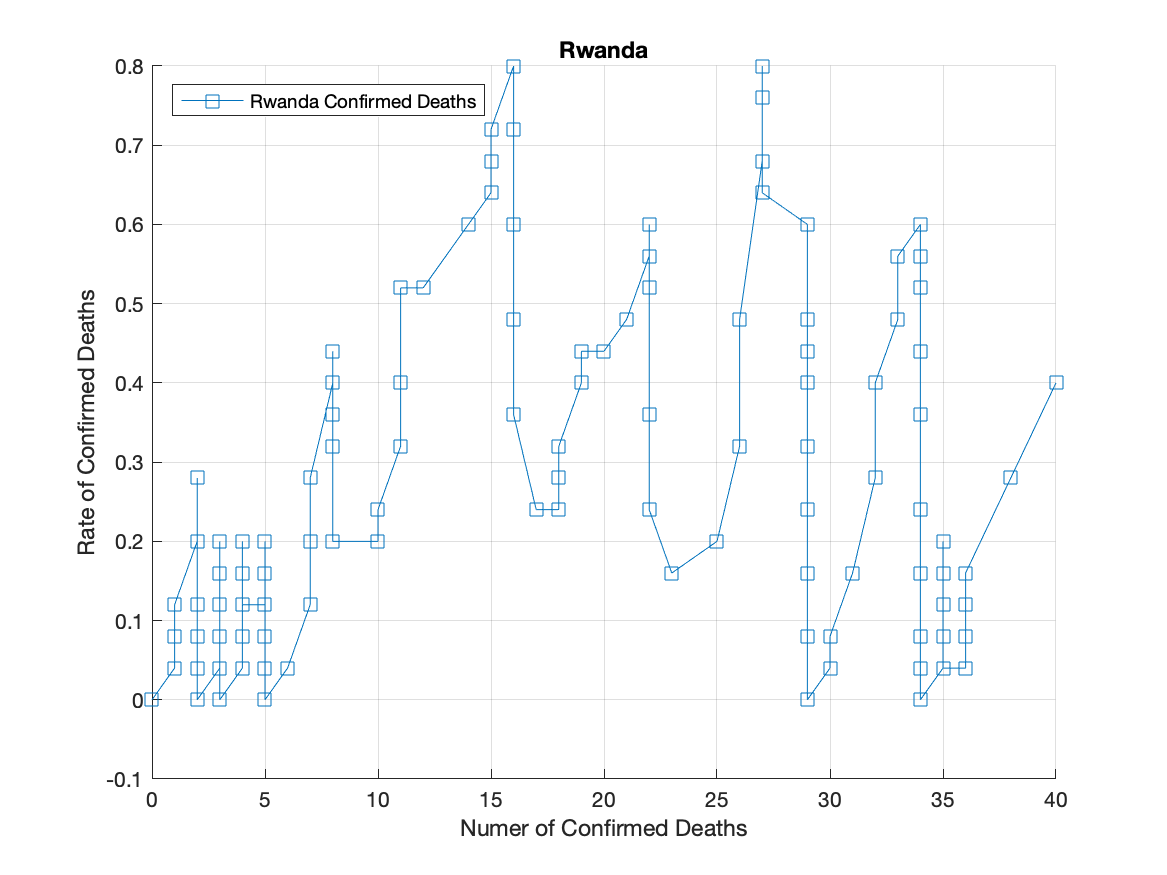 Rwanda
Rwanda Confirmed Deaths
0.8
0.7
0.6
0.5
0.4
0.3
0.2
0.1
0
-0.1
Rate of Confirmed Deaths
0 5 10 15 20 25 30 35 40
Numer of Confirmed Deaths